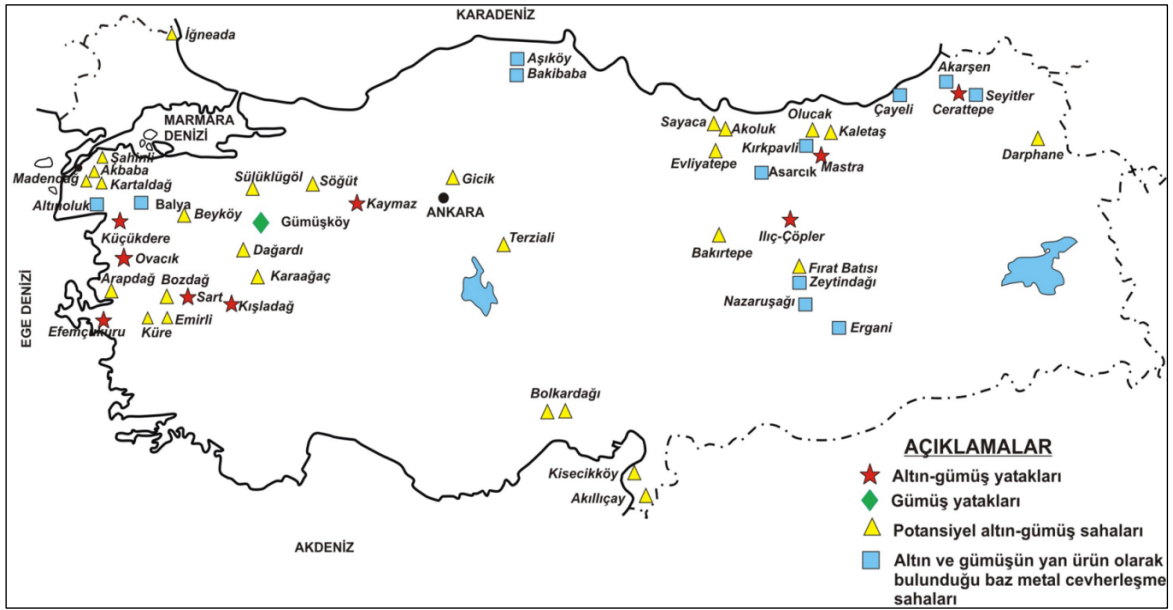 KARADENİZ
İğneada
Aşıköy
Bakibaba
Akarşen
Seyitler
Çayeli
Cerattepe
MARMARA
DENİZİ
Sayaca
Akoluk
Olucak
Kaletaş
Kırkpavli
Evliyatepe
Mastra
Asarcık
Darphane
Şahinli
Akbaba
Madendağ
Kartaldağ
Sülüklügöl
Söğüt
Gicik
Altınoluk
Balya
Beyköy
Kaymaz
ANKARA
Gümüşköy
Küçükdere
Ilıç-Çöpler
Terziali
Bakırtepe
Dağardı
Ovacık
Fırat Batısı
Karaağaç
Zeytindağı
Arapdağ
Bozdağ
Sart
Kışladağ
Nazaruşağı
EGE DENİZİ
Efemçukuru
Küre
Emirli
Ergani
Bolkardağı
Kisecikköy
Akıllıçay
AKDENİZ
AÇIKLAMALAR
Altın-gümüş yatakları
Gümüş yatakları
Potansiyel altın-gümüş sahaları
Altın ve gümüşün yan ürün olarak
bulunduğu baz metal cevherleşme
sahaları